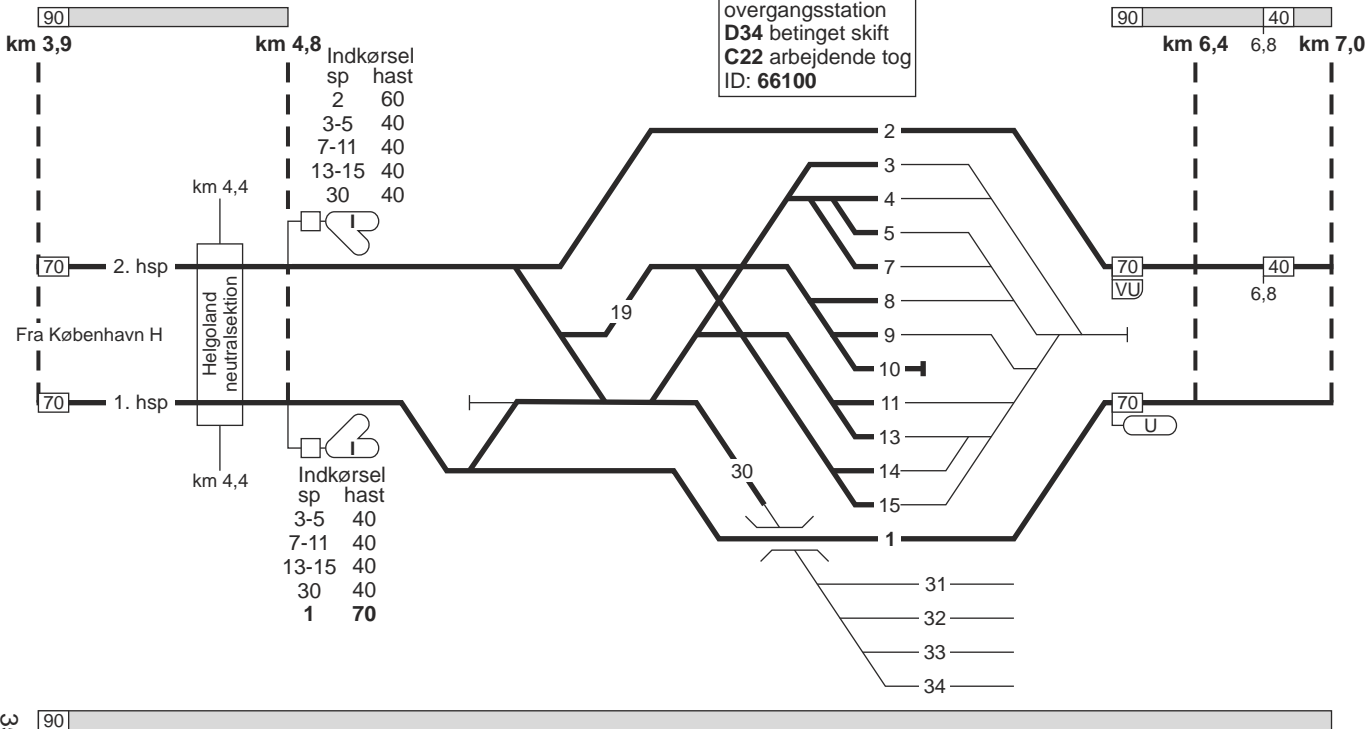 90
km 3,9
km 4,8
overgangsstation
D34 betinget skift
C22 arbejdende tog
ID: 66100
90
40
km 6,4
6,8
km 7,0
Indkørsel
sp hast
2 60
3-5 40
7-11 40
13-15 40
30 40
km 4,4
I
70
2. hsp
Helgoland
neutralsektion
Fra København H
70
1. hsp
km 4,4
I
Indkørsel
sp hast
3-5 40
7-11 40
13-15 40
30 40
1 70
19
30
2
3
4
5
7
8
9
10
11
13
14
15
1
31
32
33
34
70
VU
40
6,8
70
U
90